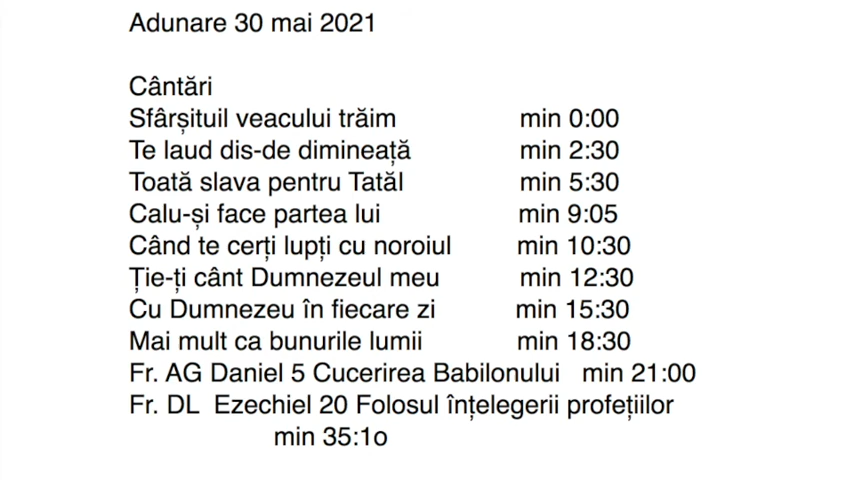 Adunare 30 mai 2021
Cântări
Sfârșituil veacului trăim min 0:00
Te laud dis-de dimineață min 2:30
Toată slava pentru Tatăl min 5:30
Calu-și face partea lui min 9:05
Când te cerți lupți cu noroiul min 10:30
Ție-ți cânt Dumnezeul meu min 12:30
Cu Dumnezeu în fiecare zi min 15:30
Mai mult ca bunurile lumii min 18:30
Fr. AG Daniel 5 Cucerirea Babilonului min 21:00
Fr. DL Ezechiel 20 Folosul înțelegerii profețiilor
min 35:1o